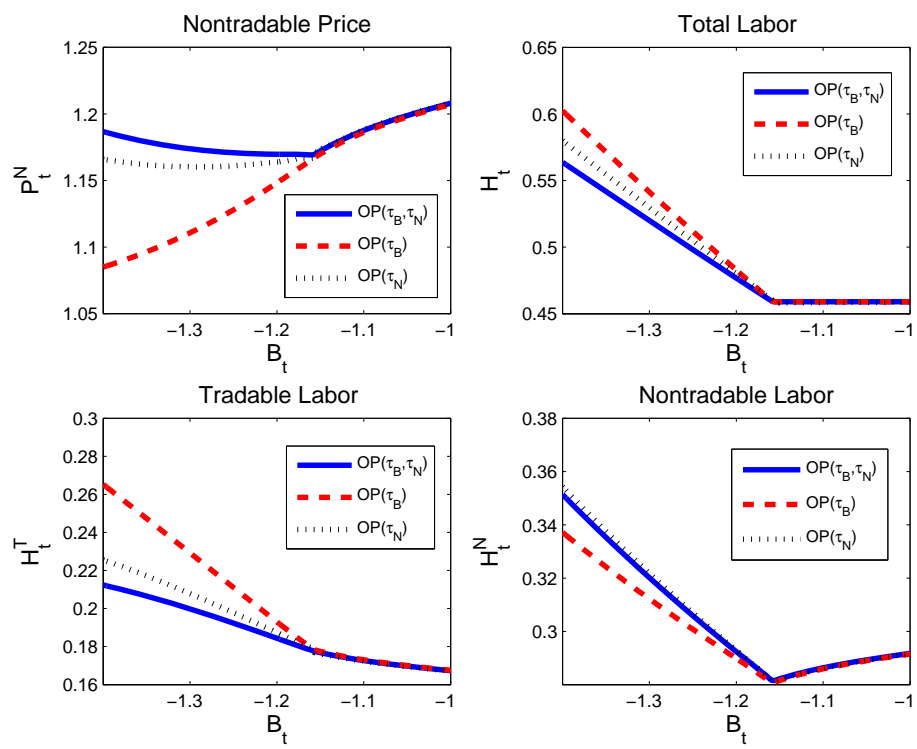 Nontradable Price
1.25
1.2
1.15
1.1
1.05
P_t^N
−1.3 −1.2 −1.1 −1
B_t
OP(τ_B,τ_N)
OP(τ_B)
OP(τ_N)
Total Labor
0.65
0.6
0.55
0.5
0.45
H_t
−1.3 −1.2 −1.1 −1
B_t
OP(τ_B,τ_N)
OP(τ_B)
OP(τ_N)
Tradable Labor
0.3
0.28
0.26
0.24
0.22
0.2
0.18
0.16
H_t^T
−1.3 −1.2 −1.1 −1
B_t
OP(τ_B,τ_N)
OP(τ_B)
OP(τ_N)
Nontradable Labor
0.38
0.36
0.34
0.32
0.3
H_t^N
−1.3 −1.2 −1.1 −1
B_t
OP(τ_B,τ_N)
OP(τ_B)
OP(τ_N)